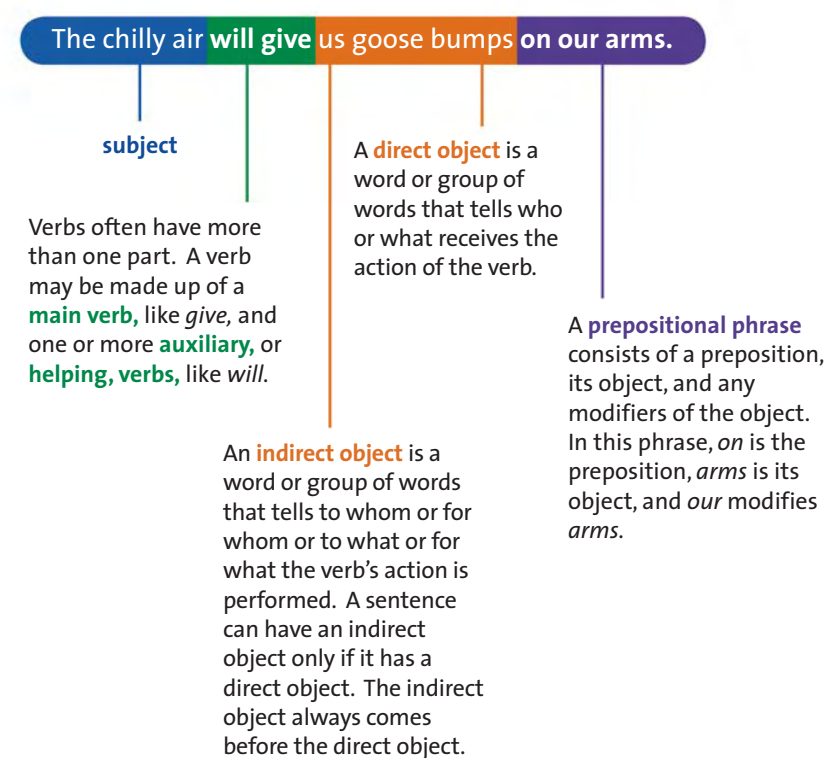 The chilly air will give us goose bumps on our arms.
subject
Verbs often have more
than one part. A verb
may be made up of a
main verb, like give, and
one or more auxiliary, or
helping, verbs, like will.
An indirect object is a
word or group of words
that tells to whom or for
whom or to what or for
what the verb's action is
performed. A sentence
can have an indirect
object only if it has a
direct object. The indirect
object always comes
before the direct object.
A direct object is a
word or group of
words that tells who
or what receives the
action of the verb.
A prepositional phrase
consists of a preposition,
its object, and any
modifiers of the object.
In this phrase, on is the
preposition, arms is its
object, and our modifies
arms.